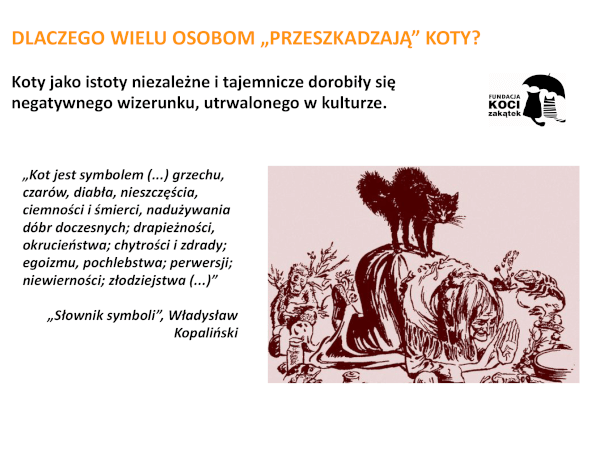 DLACZEGO WIELU OSOBOM „PRZESZKADZAJĄ” KOTY?
Koty jako istoty niezależne i tajemnicze dorobiły się
negatywnego wizerunku, utrwalonego w kulturze.
FUNDACJA
KOCI
zakątek
„Kot jest symbolem (...) grzechu,
czarów, diabła, nieszczęścia,
ciemności i śmierci, nadużywania
dóbr doczesnych; drapieżności,
okrucieństwa; chytrości i zdrady;
egoizmu, pochlebstwa; perwersji;
niewierności; złodziejstwa (...)”
„Słownik symboli”, Władysław
Kopaliński